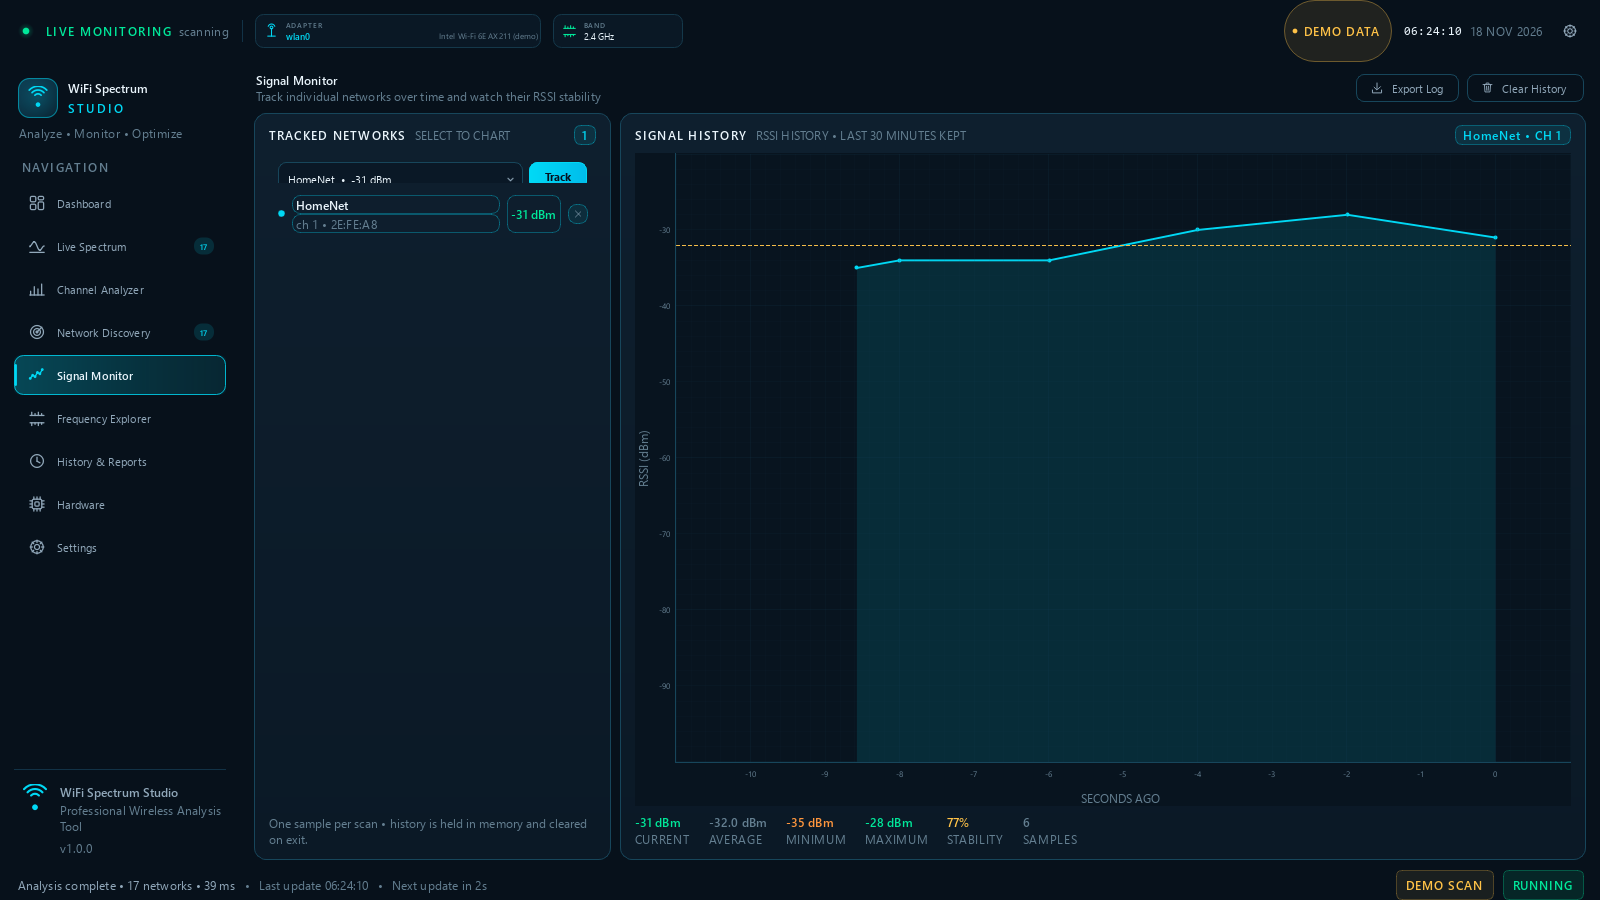 LIVE MONITORING scanning
ADAPTER
wlan0
Intel Wi-Fi 6E AX211 (demo)
BAND
2.4 GHz
• DEMO DATA
06:24:10 18 NOV 2026
WiFi Spectrum
STUDIO
Analyze • Monitor • Optimize
NAVIGATION
Dashboard
Live Spectrum 17
Channel Analyzer
Network Discovery 17
Signal Monitor
Frequency Explorer
History & Reports
Hardware
Settings
WiFi Spectrum Studio
Professional Wireless Analysis
Tool
v1.0.0
Signal Monitor
Track individual networks over time and watch their RSSI stability
Export Log
Clear History
TRACKED NETWORKS SELECT TO CHART 1
HomeNet • -31 dBm
Track
HomeNet
ch 1 • 2E:FE:A8
-31 dBm
One sample per scan • history is held in memory and cleared
on exit.
SIGNAL HISTORY RSSI HISTORY • LAST 30 MINUTES KEPT
HomeNet • CH 1
RSSI (dBm)
-30
-40
-50
-60
-70
-80
-90
-10 -9 -8 -7 -6 -5 -4 -3 -2 -1 0
SECONDS AGO
-31 dBm -32.0 dBm -35 dBm -28 dBm 77% 6
CURRENT AVERAGE MINIMUM MAXIMUM STABILITY SAMPLES
Analysis complete • 17 networks • 39 ms • Last update 06:24:10 • Next update in 2s
DEMO SCAN
RUNNING